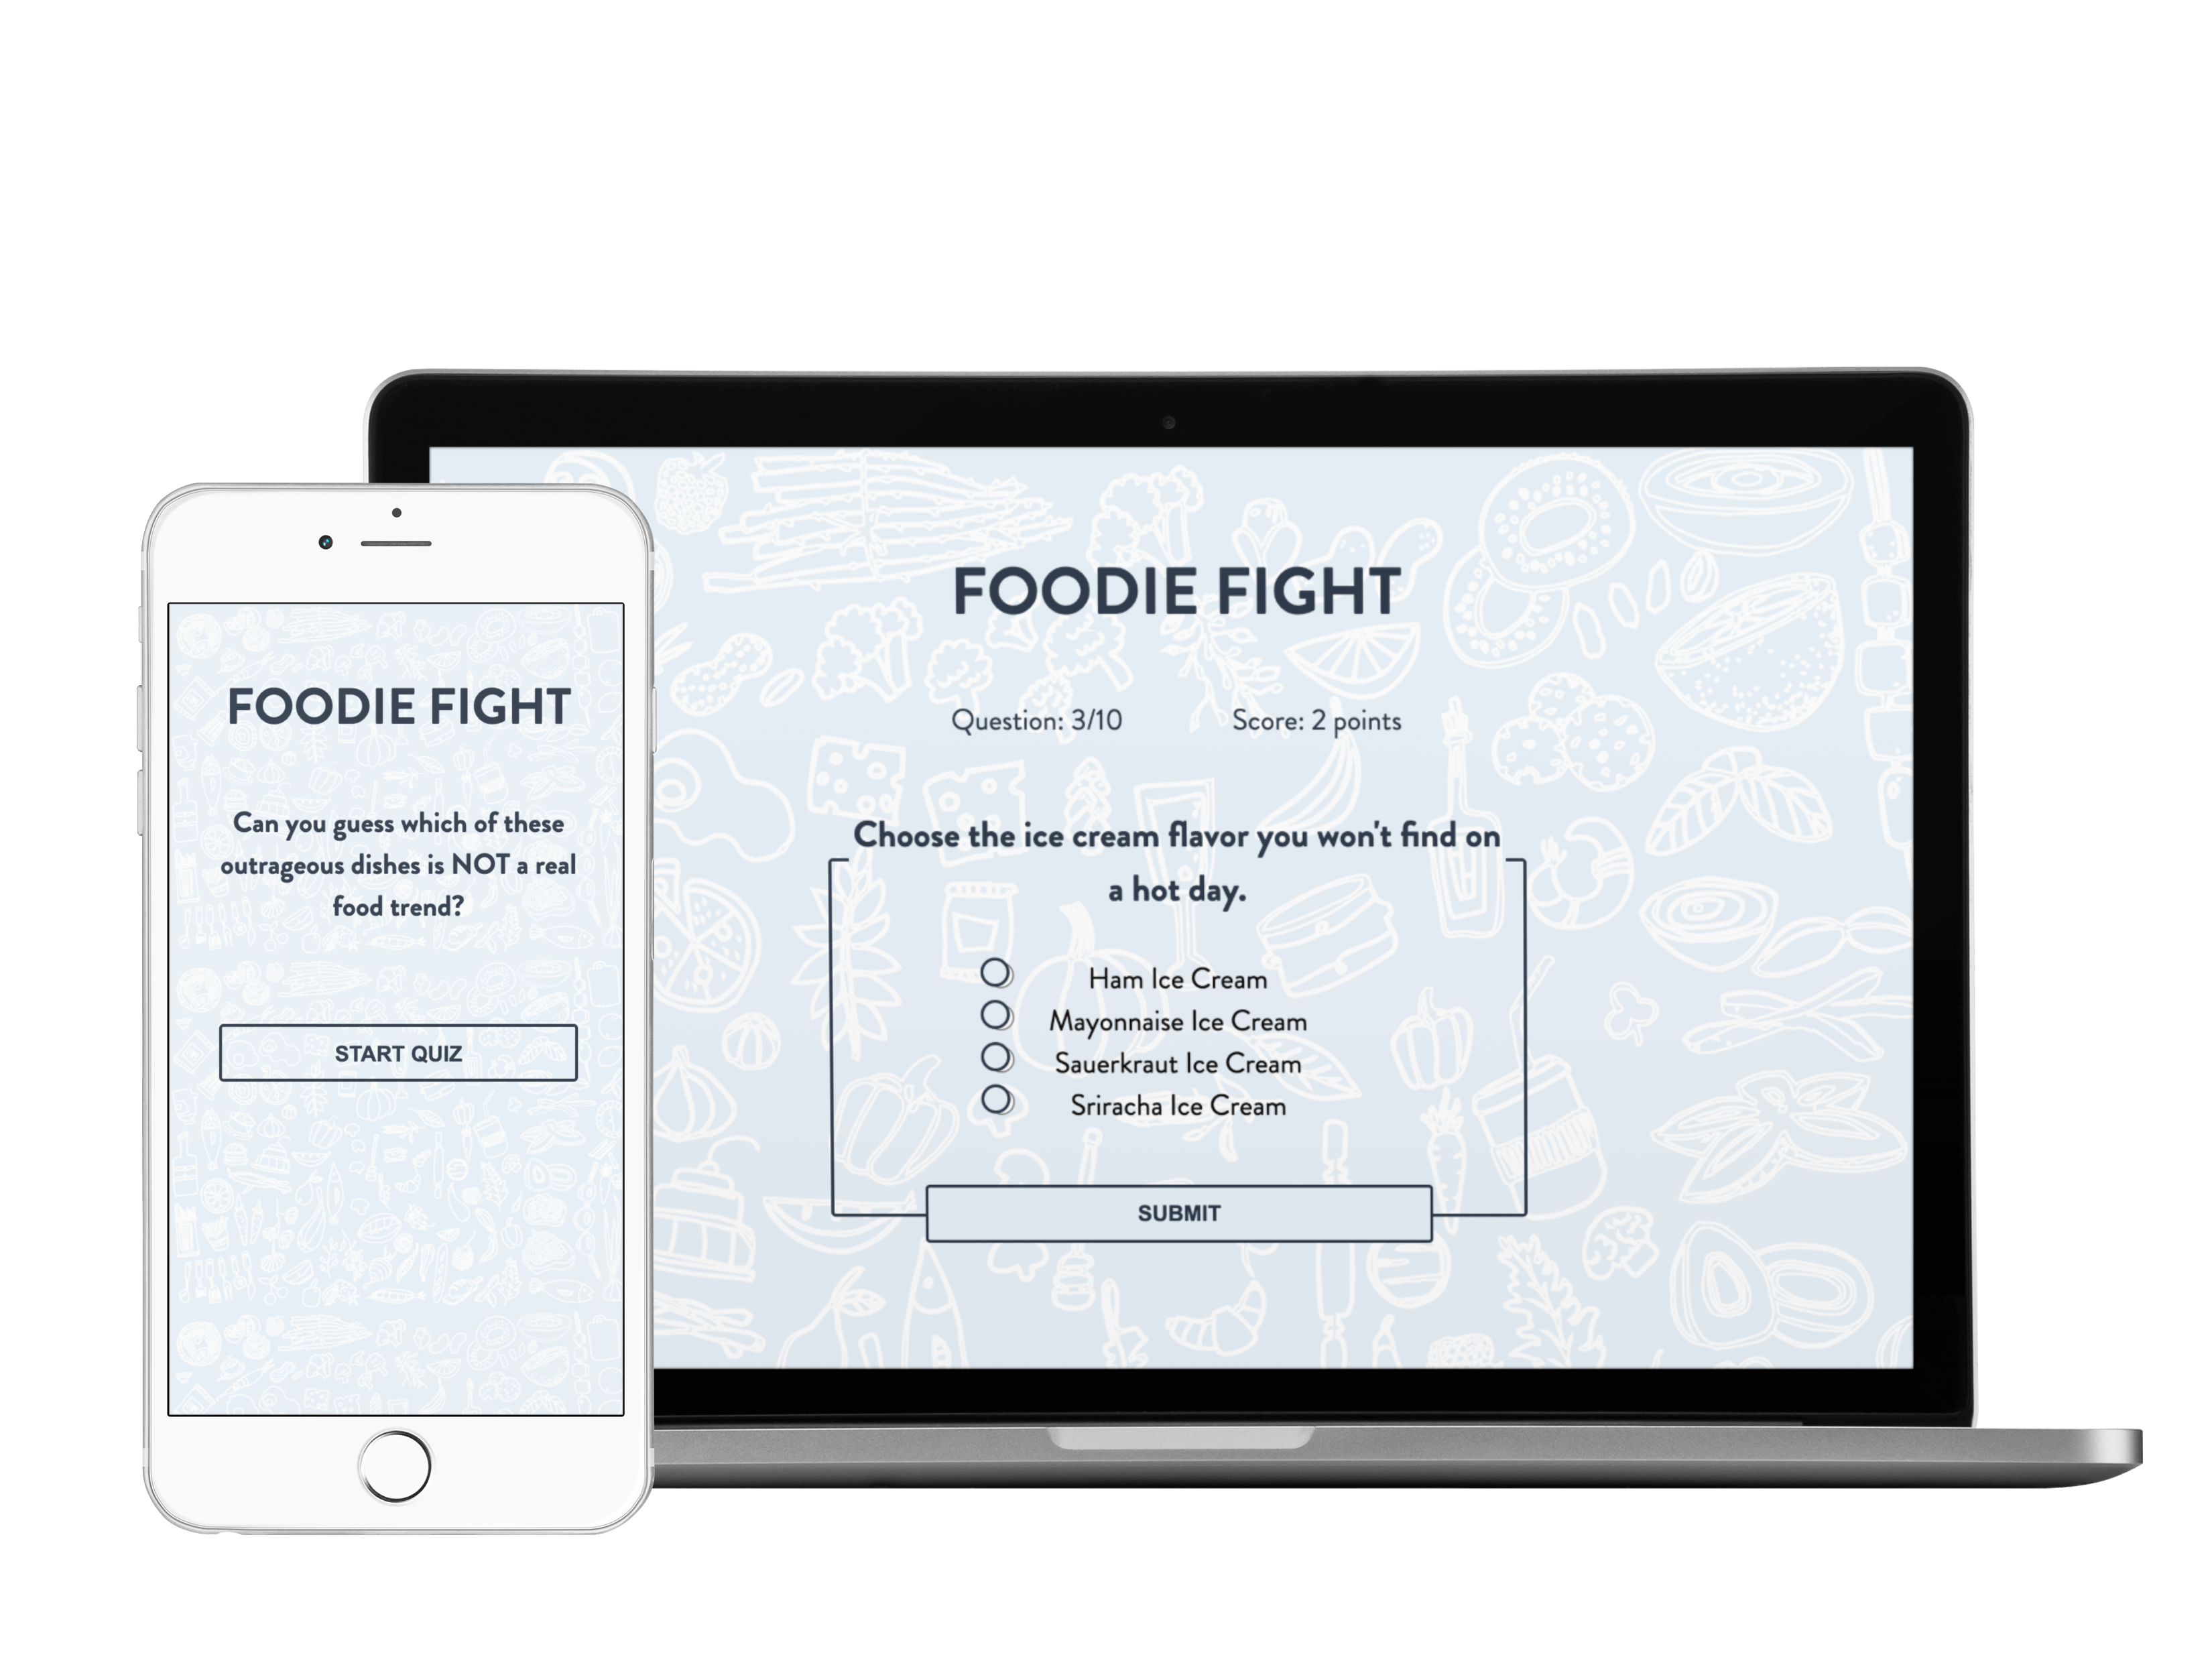 FOODIE FIGHT
Can you guess which of these
outrageous dishes is NOT a real
food trend?
START QUIZ
FOODIE FIGHT
Question: 3/10 Score: 2 points
Choose the ice cream flavor you won't find on
a hot day.
Ham Ice Cream
Mayonnaise Ice Cream
Sauerkraut Ice Cream
Sriracha Ice Cream
SUBMIT